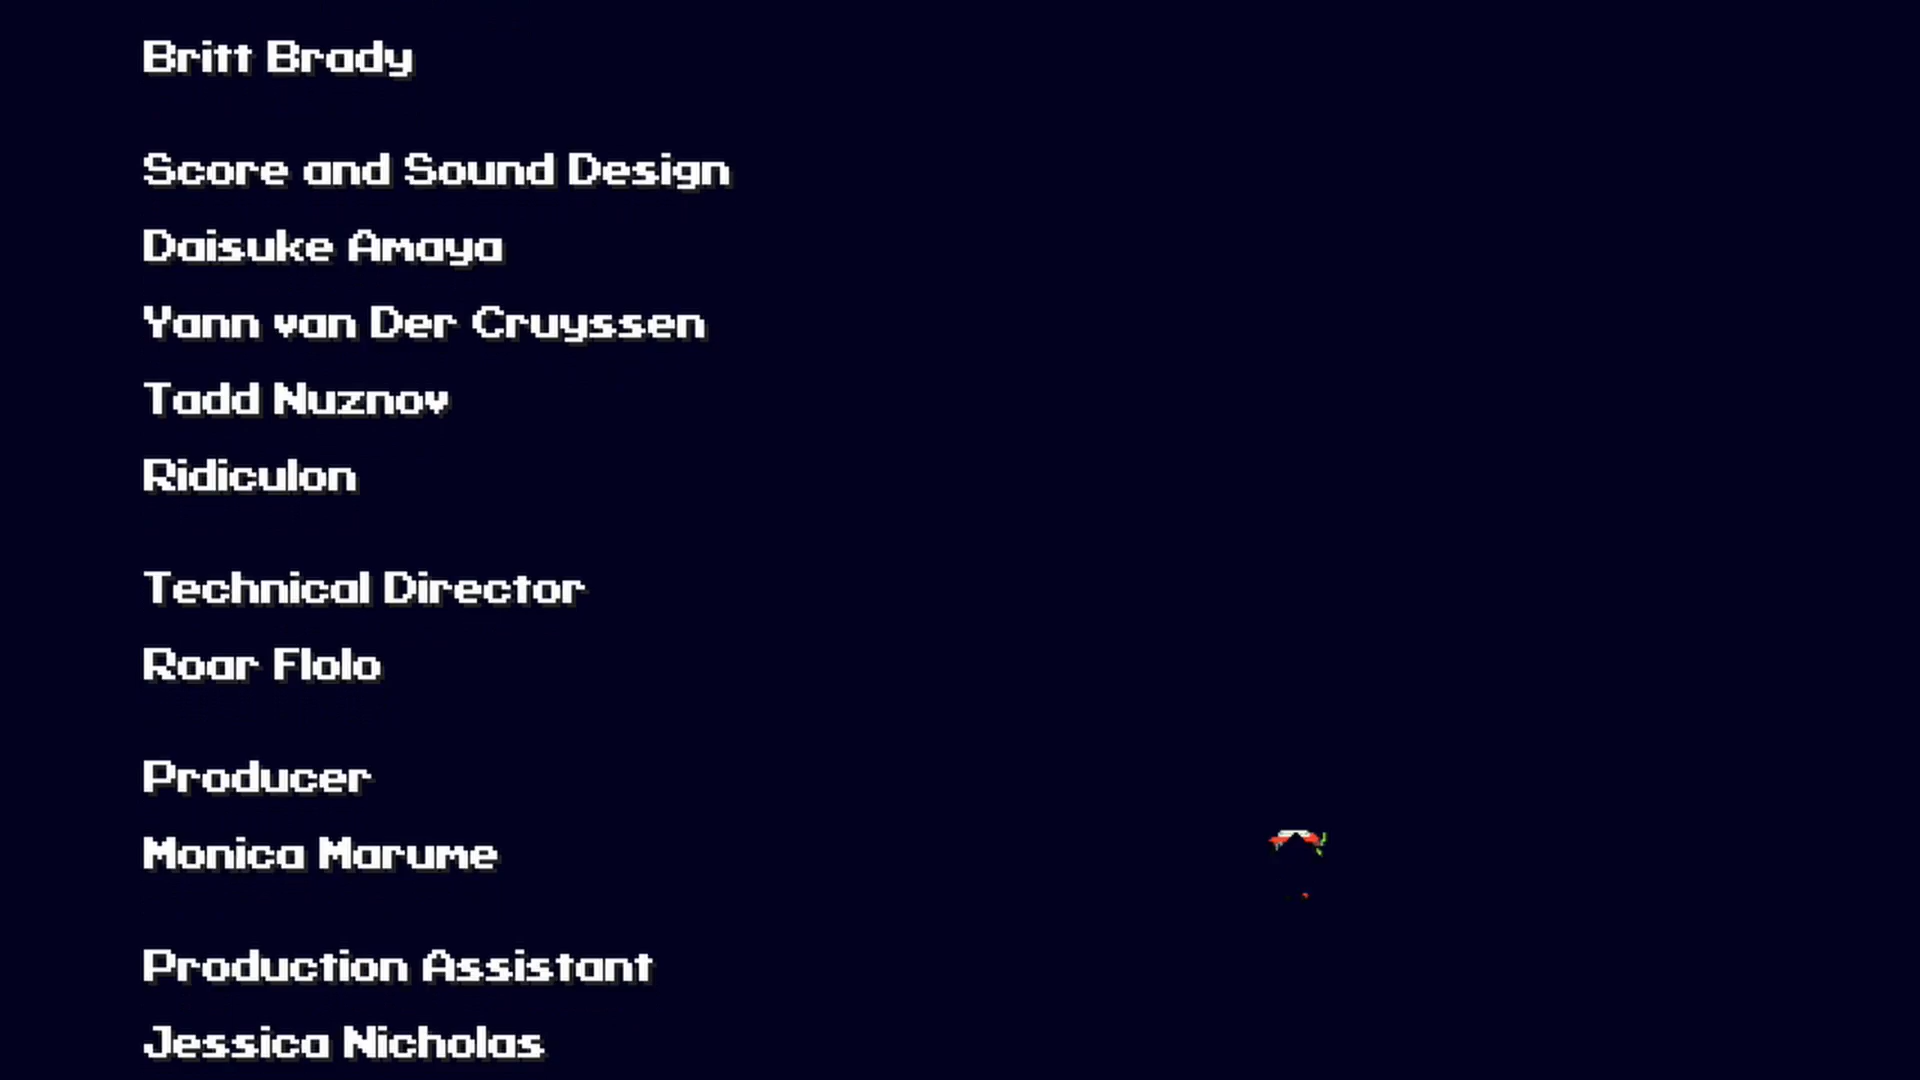 Britt Brady
Score and Sound Design
Daisuke Amaya
Yann van Der Cruyssen
Tadd Nuznov
Ridiculon
Technical Director
Roar Flolo
Producer
Monica Marume
Production Assistant
Jessica Nicholas